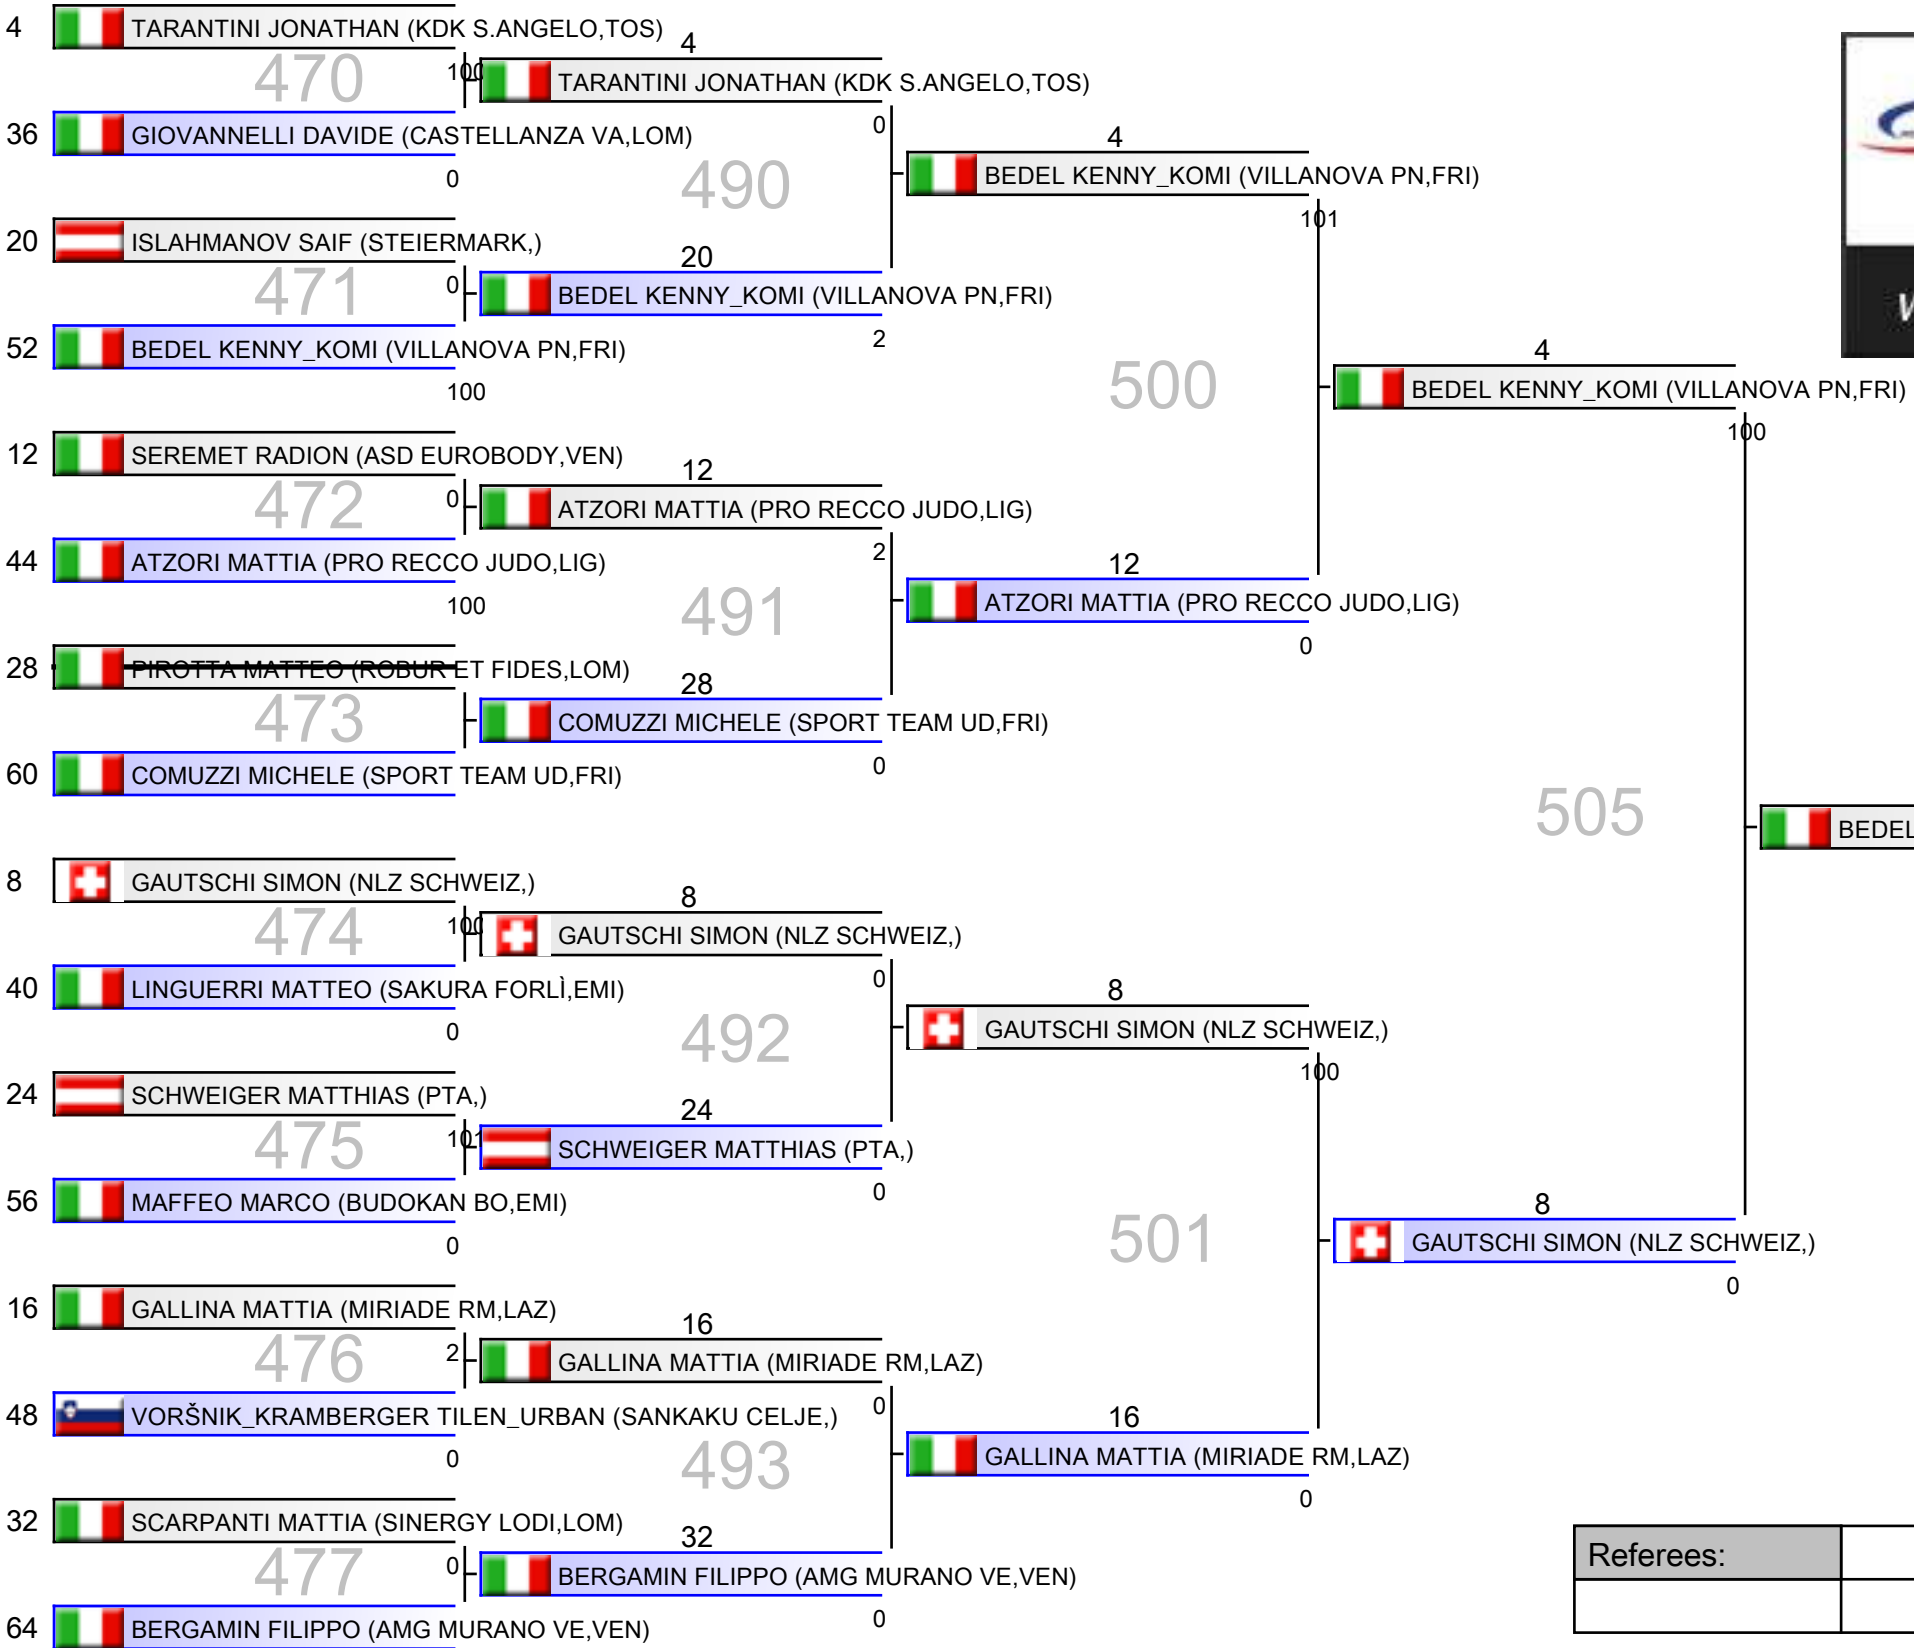 4 TARANTINI JONATHAN (KDK S.ANGELO,TOS)
4
470 100 TARANTINI JONATHAN (KDK S.ANGELO,TOS)
36 GIOVANNELLI DAVIDE (CASTELLANZA VA,LOM) 0
4
0 490 BEDEL KENNY_KOMI (VILLANOVA PN,FRI)
101
20 ISLAHMANOV SAIF (STEIERMARK,)
20
471 0 BEDEL KENNY_KOMI (VILLANOVA PN,FRI)
52 BEDEL KENNY_KOMI (VILLANOVA PN,FRI) 2
4
100 500 BEDEL KENNY_KOMI (VILLANOVA PN,FRI)
100
12 SEREMET RADION (ASD EUROBODY,VEN)
12
472 0 ATZORI MATTIA (PRO RECCO JUDO,LIG)
44 ATZORI MATTIA (PRO RECCO JUDO,LIG) 2
12
100 491 ATZORI MATTIA (PRO RECCO JUDO,LIG)
0
28 PIROTTA MATTEO (ROBUR ET FIDES,LOM)
28
473 COMUZZI MICHELE (SPORT TEAM UD,FRI)
60 COMUZZI MICHELE (SPORT TEAM UD,FRI) 0
505 BEDEL
8 GAUTSCHI SIMON (NLZ SCHWEIZ,)
8
474 100 GAUTSCHI SIMON (NLZ SCHWEIZ,)
40 LINGUERRI MATTEO (SAKURA FORLÌ,EMI) 0
8
0 492 GAUTSCHI SIMON (NLZ SCHWEIZ,)
100
24 SCHWEIGER MATTHIAS (PTA,)
24
475 101 SCHWEIGER MATTHIAS (PTA,)
56 MAFFEO MARCO (BUDOKAN BO,EMI) 0
8
0 501 GAUTSCHI SIMON (NLZ SCHWEIZ,)
0
16 GALLINA MATTIA (MIRIADE RM,LAZ)
16
476 2 GALLINA MATTIA (MIRIADE RM,LAZ)
48 VORŠNIK_KRAMBERGER TILEN_URBAN (SANKAKU CELJE,) 0
16
0 493 GALLINA MATTIA (MIRIADE RM,LAZ)
0
32 SCARPANTI MATTIA (SINERGY LODI,LOM)
32
477 0 BERGAMIN FILIPPO (AMG MURANO VE,VEN)
64 BERGAMIN FILIPPO (AMG MURANO VE,VEN) 0
Referees: